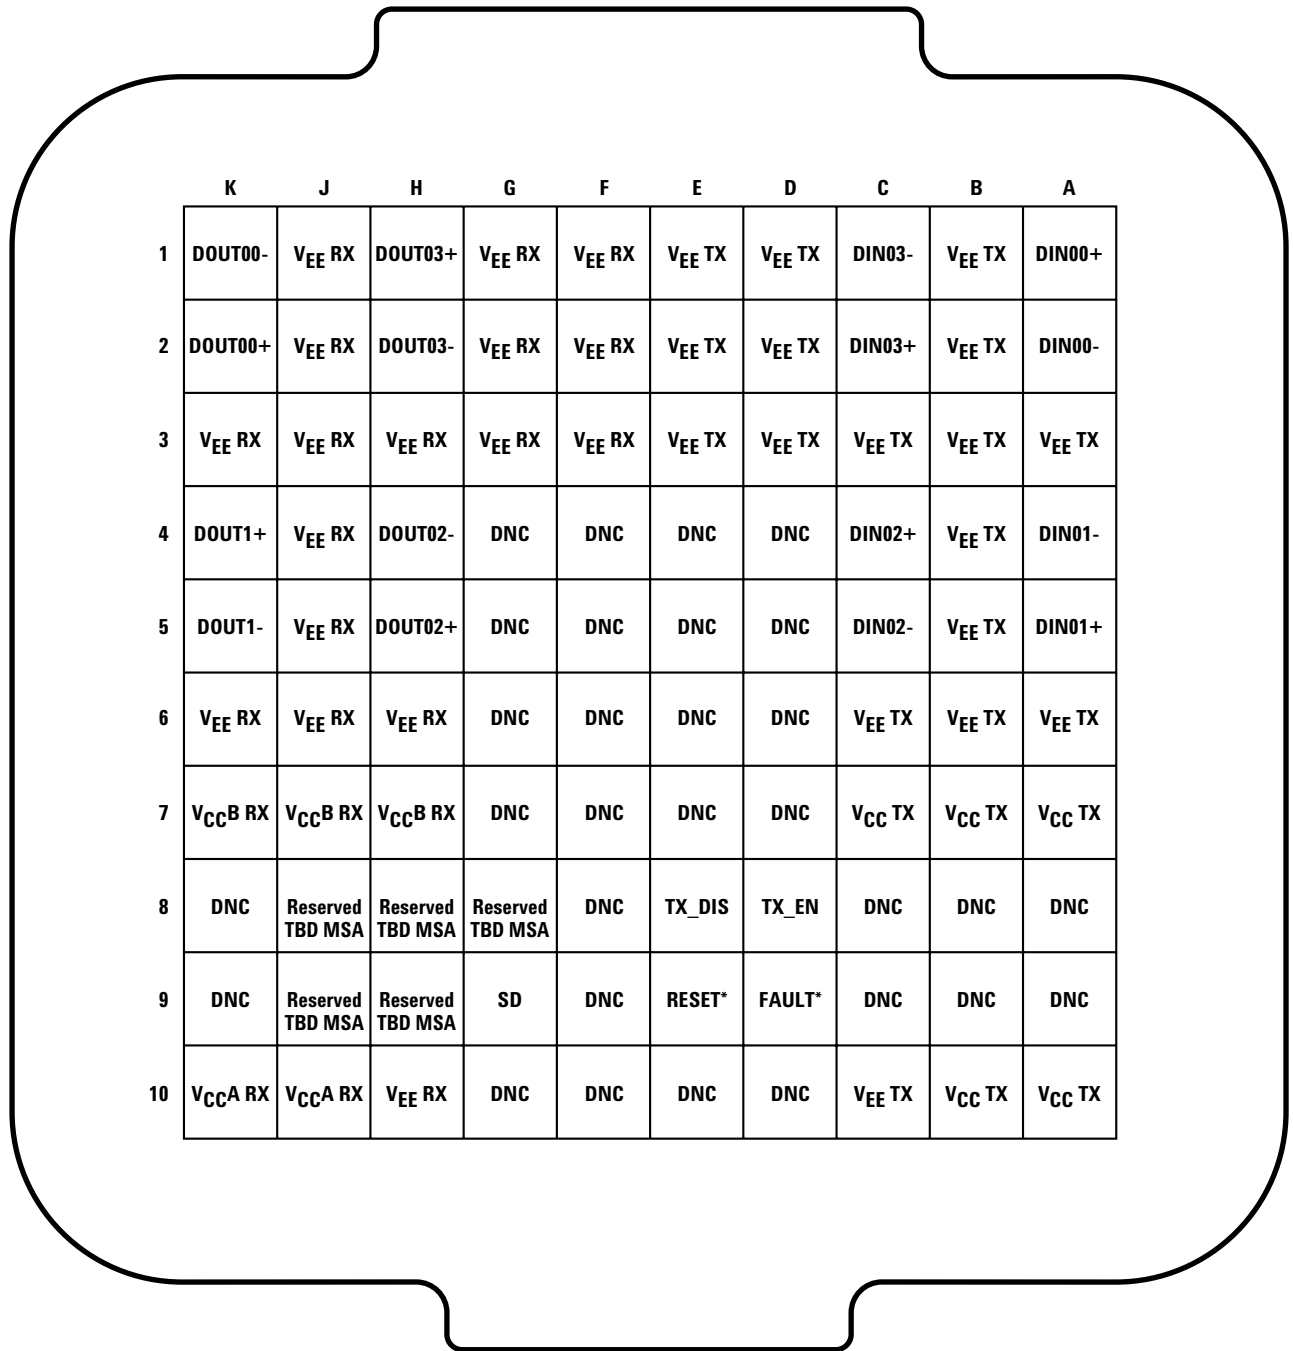 K J H G F E D C B A
1 DOUT00- VEE RX DOUT03+ VEE RX VEE RX VEE TX VEE TX DIN03- VEE TX DIN00+
2 DOUT00+ VEE RX DOUT03- VEE RX VEE RX VEE TX VEE TX DIN03+ VEE TX DIN00-
3 VEE RX VEE RX VEE RX VEE RX VEE RX VEE TX VEE TX VEE TX VEE TX VEE TX
4 DOUT1+ VEE RX DOUT02- DNC DNC DNC DNC DIN02+ VEE TX DIN01-
5 DOUT1- VEE RX DOUT02+ DNC DNC DNC DNC DIN02- VEE TX DIN01+
6 VEE RX VEE RX VEE RX DNC DNC DNC DNC VEE TX VEE TX VEE TX
7 VCCB RX VCCB RX VCCB RX DNC DNC DNC DNC VCC TX VCC TX VCC TX
8 DNC Reserved Reserved Reserved DNC TX_DIS TX_EN DNC DNC DNC
TBD MSA TBD MSA TBD MSA
9 DNC Reserved Reserved SD DNC RESET* FAULT* DNC DNC DNC
TBD MSA TBD MSA
10 VCCA RX VCCA RX VEE RX DNC DNC DNC DNC VEE TX VCC TX VCC TX